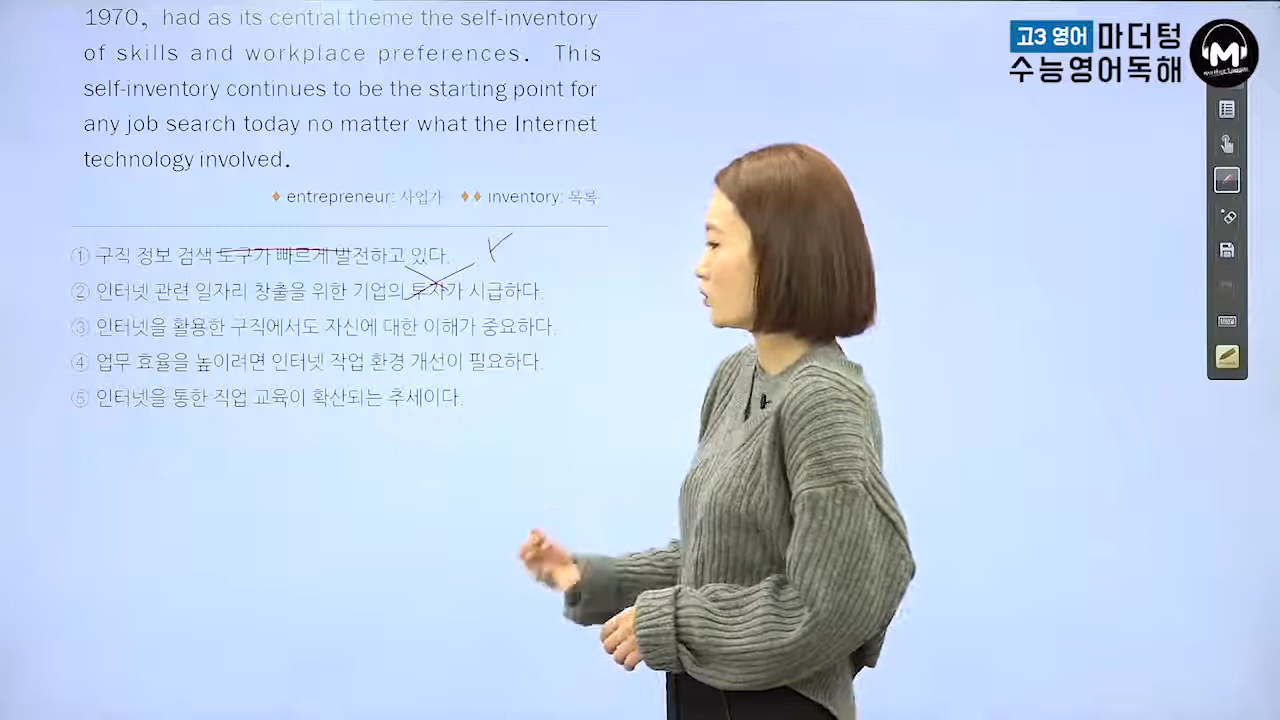 1970, had as its central theme the self-inventory
of skills and workplace preferences. This
self-inventory continues to be the starting point for
any job search today no matter what the Internet
technology involved.
♦ entrepreneur: 사업가 ♦♦ inventory: 목록
① 구직 정보 검색 도구가 빠르게 발전하고 있다.
② 인터넷 관련 일자리 창출을 위한 기업의 투자가 시급하다.
③ 인터넷을 활용한 구직에서도 자신에 대한 이해가 중요하다.
④ 업무 효율을 높이려면 인터넷 작업 환경 개선이 필요하다.
⑤ 인터넷을 통한 직업 교육이 확산되는 추세이다.
고3 영어 마더텅
수능영어독해
M